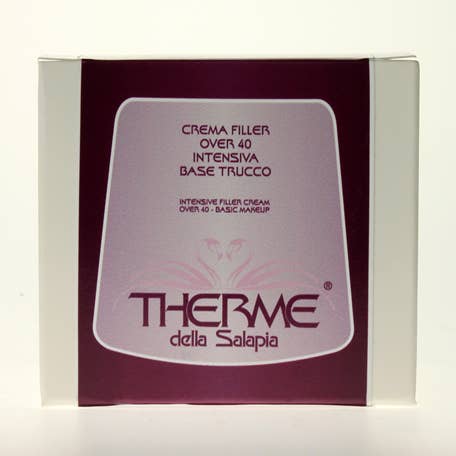 CREMA FILLER
OVER 40
INTENSIVA
BASE TRUCCO
INTENSIVE FILLER CREAM
OVER 40 - BASIC MAKEUP
THERME ®
della Salapia